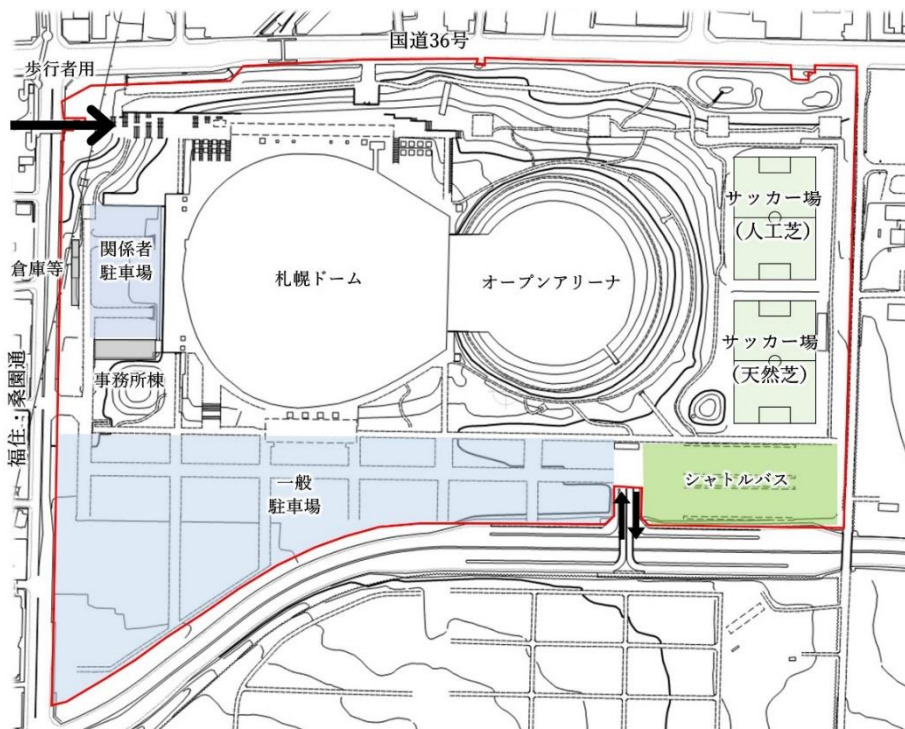 国道36号
歩行者用
サッカー場
(人工芝)
関係者
駐車場
倉庫等
札幌ドーム
オープンアリーナ
サッカー場
(天然芝)
事務所棟
福住・桑園通
一般
駐車場
シャトルバス